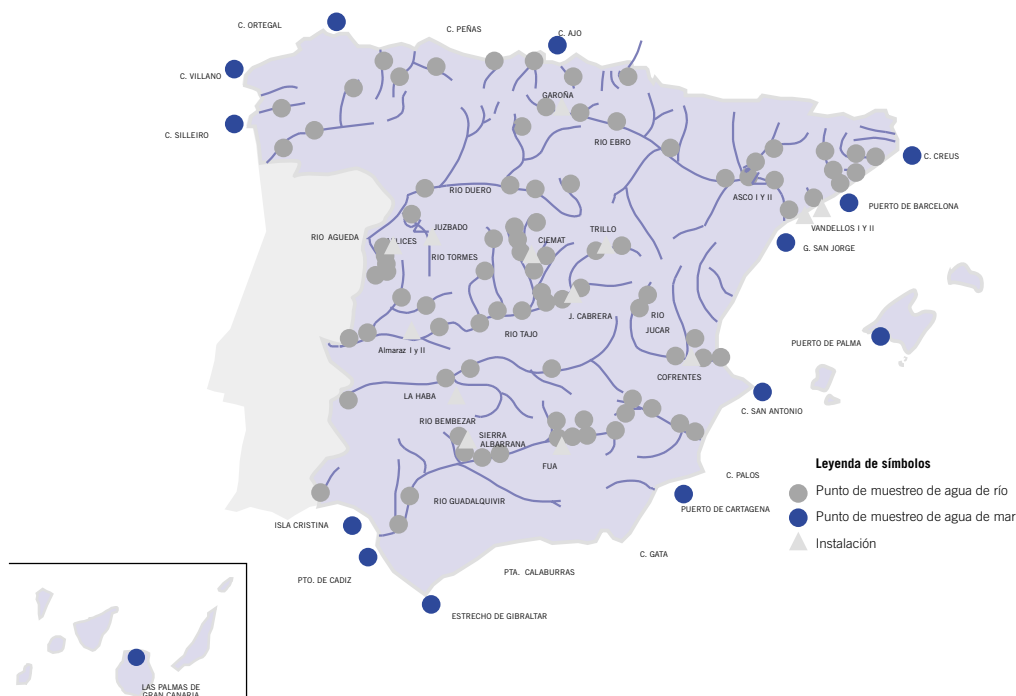 C. ORTEGAL
C. PEÑAS
C. AJO
C. VILLANO
GAROÑA
C. SILLEIRO
RIO EBRO
C. CREUS
RIO DUERO
ASCO I Y II
PUERTO DE BARCELONA
JUZBADO
TRILLO
VANDELLOS I Y II
RIO AGUEDA
CIEMAT
G. SAN JORGE
RIO TORMES
J. CABRERA
RIO
JUCAR
RIO TAJO
PUERTO DE PALMA
Almaraz I y II
COFRENTES
LA HABA
C. SAN ANTONIO
RIO BEMBEZAR
SIERRA
ALBARRANA
FUA
Leyenda de símbolos
C. PALOS
Punto de muestreo de agua de río
RIO GUADALQUIVIR
PUERTO DE CARTAGENA
Punto de muestreo de agua de mar
ISLA CRISTINA
Instalación
C. GATA
PTO. DE CADIZ
PTA. CALABURRAS
ESTRECHO DE GIBRALTAR
LAS PALMAS DE
GRAN CANARIA